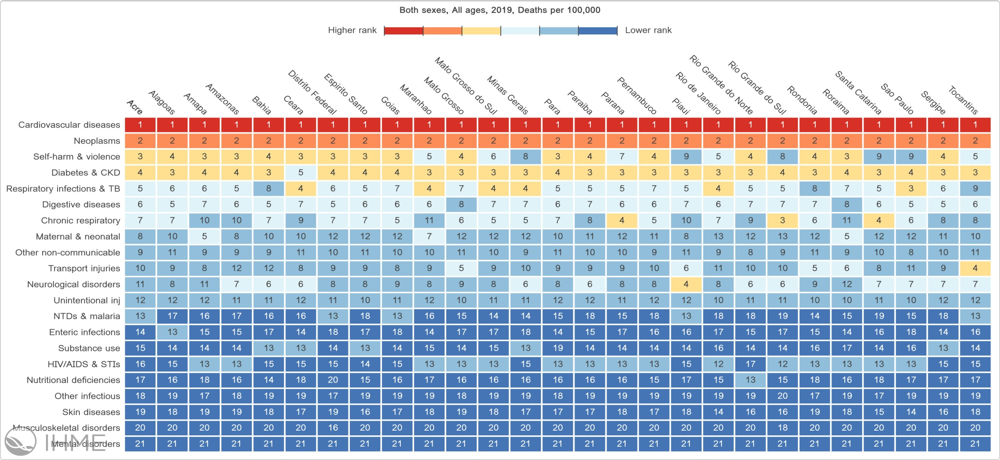 Both sexes, All ages, 2019, Deaths per 100,000
Higher rank Lower rank
Acre Alagoas Amapa Amazonas Bahia Ceara Distrito Federal Espirito Santo Goias Maranhao Mato Grosso Mato Grosso do Sul Minas Gerais Para Paraiba Parana Pernambuco Piaui Rio de Janeiro Rio Grande do Norte Rio Grande do Sul Rondonia Roraima Santa Catarina Sao Paulo Sergipe Tocantins
Cardiovascular diseases 1 1 1 1 1 1 1 1 1 1 1 1 1 1 1 1 1 1 1 1 1 1 1 1 1 1 1
Neoplasms 2 2 2 2 2 2 2 2 2 2 2 2 2 2 2 2 2 2 2 2 2 2 2 2 2 2 2
Self-harm & violence 3 4 3 3 4 3 3 3 3 5 4 6 8 3 4 7 4 9 5 4 8 4 3 9 9 4 5
Diabetes & CKD 4 3 4 4 3 5 4 4 4 3 3 3 3 4 3 3 3 3 3 3 4 3 4 3 4 3 3
Respiratory infections & TB 5 6 6 5 8 4 6 5 7 4 7 4 4 5 5 5 7 5 4 5 5 8 7 5 3 6 9
Digestive diseases 6 5 7 6 5 7 5 6 6 6 8 7 7 6 7 6 6 7 6 7 7 7 8 6 5 5 6
Chronic respiratory 7 7 10 10 7 9 7 7 5 11 6 5 5 7 8 4 5 10 7 9 3 6 11 4 6 8 8
Maternal & neonatal 8 10 5 8 10 10 12 12 12 7 12 12 12 10 11 12 11 8 13 12 13 12 5 12 12 11 10
Other non-communicable 9 11 9 9 9 11 10 11 10 10 11 10 9 11 10 10 9 11 9 8 9 11 9 10 8 10 11
Transport injuries 10 9 8 12 12 8 9 9 8 9 5 9 10 9 9 9 10 6 11 10 10 5 6 8 11 9 4
Neurological disorders 11 8 11 7 6 6 8 8 9 8 9 8 6 8 6 8 8 4 8 6 6 9 12 7 7 7 7
Unintentional inj 12 12 12 11 11 12 11 10 11 12 10 11 11 12 12 11 12 12 10 11 11 10 10 11 10 12 12
NTDs & malaria 13 17 16 17 16 16 13 18 13 16 15 14 14 15 18 15 18 13 18 18 19 14 15 19 15 18 13
Enteric infections 14 13 15 15 17 14 18 17 18 14 17 17 18 14 15 17 16 16 17 15 17 15 14 16 18 14 16
Substance use 15 14 14 14 13 13 14 13 14 15 14 15 13 19 14 14 14 14 16 14 14 16 17 14 16 13 14
HIV/AIDS & STIs 16 15 13 13 15 15 15 14 15 13 13 13 15 13 13 13 13 15 12 17 12 13 13 13 13 15 15
Nutritional deficiencies 17 16 18 16 14 18 20 15 16 17 16 16 16 16 16 16 15 17 15 13 15 18 16 18 17 17 17
Other infectious 18 19 17 18 19 19 17 19 19 19 18 19 19 18 19 19 19 19 19 19 20 17 19 17 19 19 19
Skin diseases 19 18 19 19 18 17 19 16 17 18 19 18 17 17 17 18 17 18 14 16 16 19 18 15 14 16 18
Musculoskeletal disorders 20 20 20 20 20 20 16 20 20 20 20 20 20 20 20 20 20 20 20 20 18 20 20 20 20 20 20
Mental disorders 21 21 21 21 21 21 21 21 21 21 21 21 21 21 21 21 21 21 21 21 21 21 21 21 21 21 21
IHME